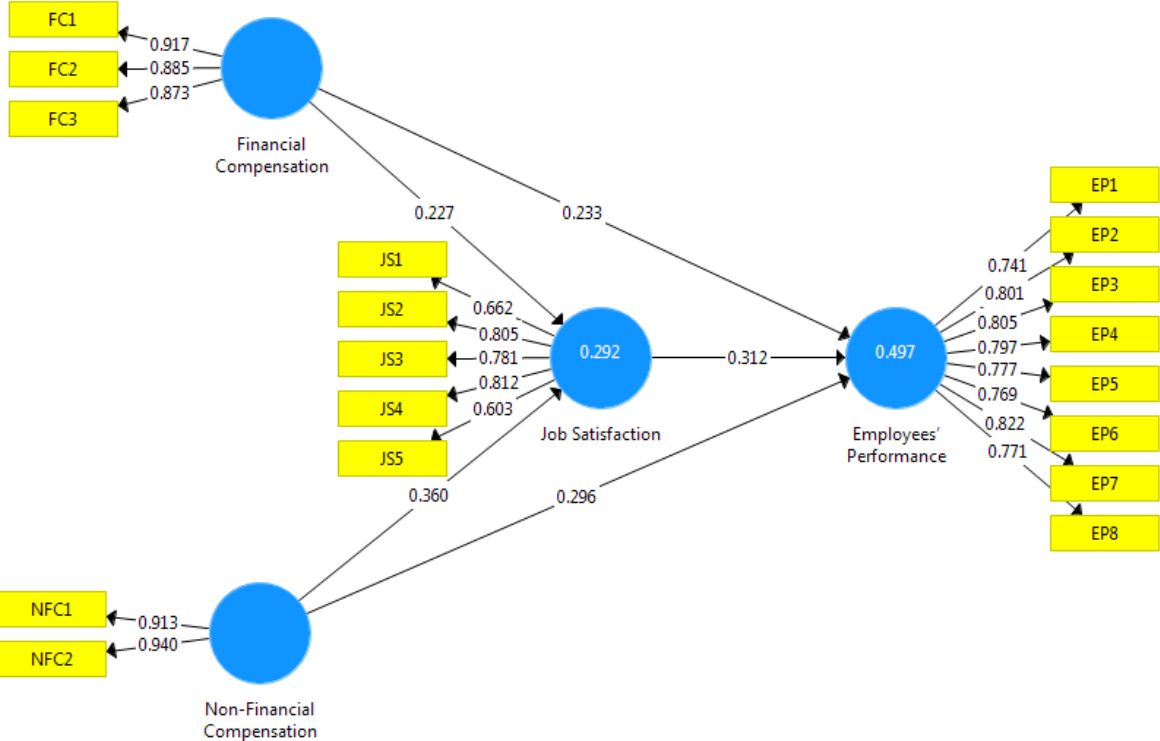 FC1
FC2
FC3
0.917
0.885
0.873
Financial
Compensation
0.227
0.233
JS1
JS2
JS3
JS4
JS5
0.662
0.805
0.781
0.812
0.603
0.292
Job Satisfaction
0.312
0.497
Employees'
Performance
0.741
0.801
0.805
0.797
0.777
0.769
0.822
0.771
EP1
EP2
EP3
EP4
EP5
EP6
EP7
EP8
0.360
0.296
NFC1
NFC2
0.913
0.940
Non-Financial
Compensation